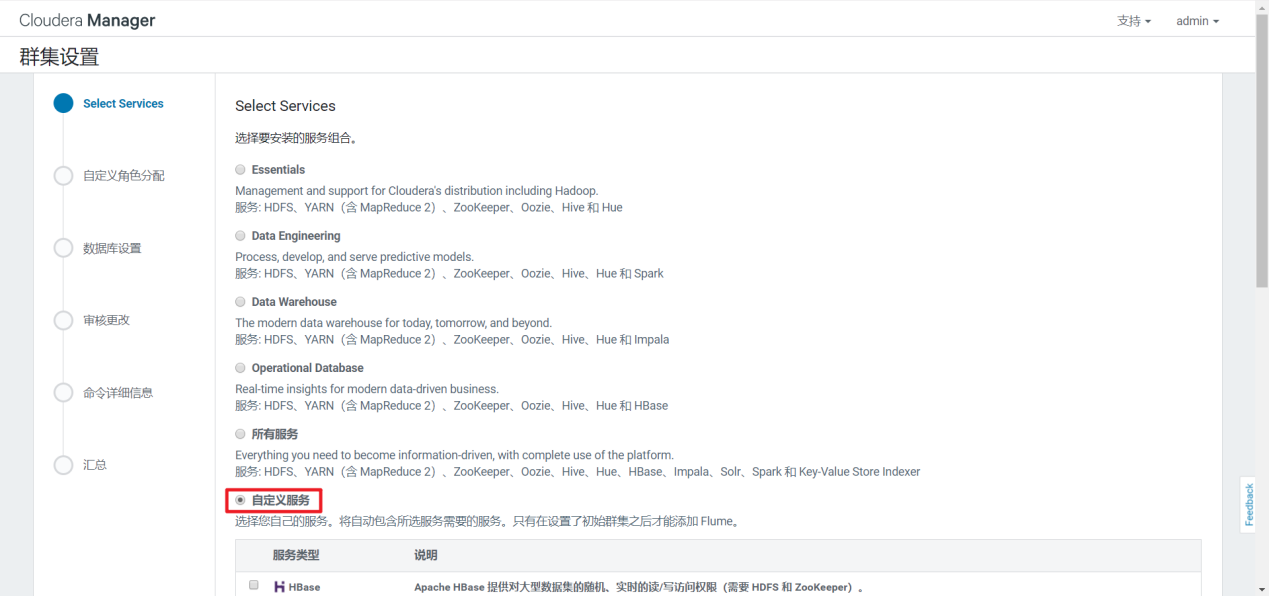 Cloudera Manager
支持 admin
群集设置
Select Services
自定义角色分配
数据库设置
审核更改
命令详细信息
汇总
Select Services
选择要安装的服务组合。
Essentials
Management and support for Cloudera's distribution including Hadoop.
服务: HDFS、YARN（含 MapReduce 2）、ZooKeeper、Oozie、Hive 和 Hue
Data Engineering
Process, develop, and serve predictive models.
服务: HDFS、YARN（含 MapReduce 2）、ZooKeeper、Oozie、Hive、Hue 和 Spark
Data Warehouse
The modern data warehouse for today, tomorrow, and beyond.
服务: HDFS、YARN（含 MapReduce 2）、ZooKeeper、Oozie、Hive、Hue 和 Impala
Operational Database
Real-time insights for modern data-driven business.
服务: HDFS、YARN（含 MapReduce 2）、ZooKeeper、Oozie、Hive、Hue 和 HBase
所有服务
Everything you need to become information-driven, with complete use of the platform.
服务: HDFS、YARN（含 MapReduce 2）、ZooKeeper、Oozie、Hive、Hue、HBase、Impala、Solr、Spark 和 Key-Value Store Indexer
自定义服务
选择您自己的服务。将自动包含所选服务需要的服务。只有在设置了初始群集之后才能添加 Flume。
服务类型 说明
HBase Apache HBase 提供对大型数据集的随机、实时的读/写访问权限（需要 HDFS 和 ZooKeeper）。
Feedback